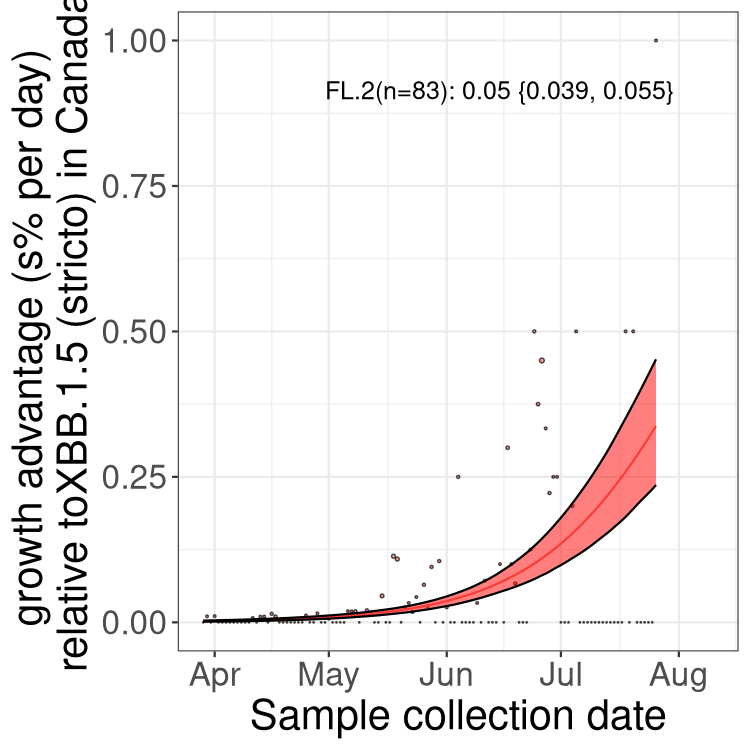 growth advantage (s% per day)
relative toXBB.1.5 (stricto) in Canada
1.00
0.75
0.50
0.25
0.00
FL.2(n=83): 0.05 {0.039, 0.055}
Apr May Jun Jul Aug
Sample collection date